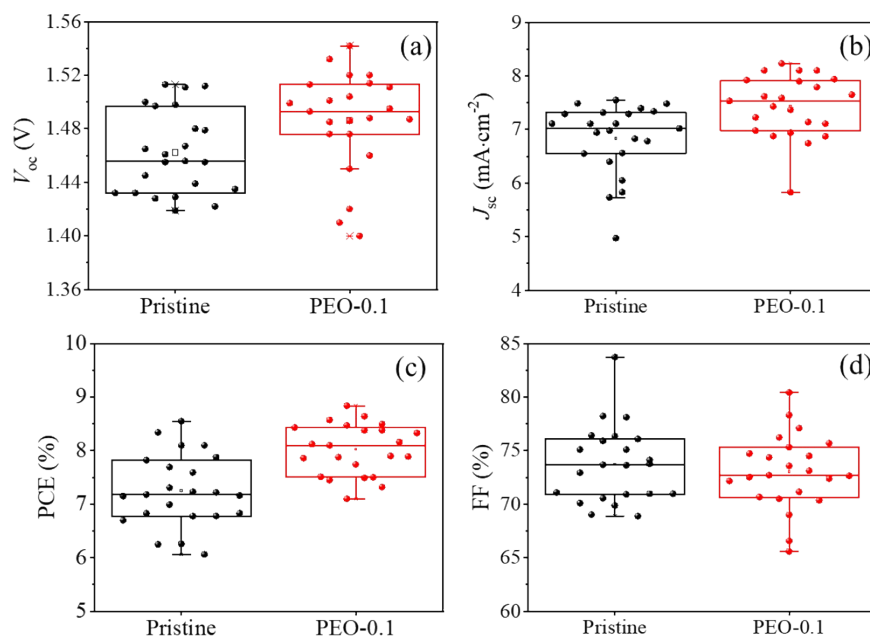 (a)
1.56
1.52
1.48
1.44
1.40
1.36
Voc (V)
Pristine
PEO-0.1
(b)
9
8
7
6
5
4
Jsc (mA·cm-2)
Pristine
PEO-0.1
(c)
10
9
8
7
6
5
PCE (%)
Pristine
PEO-0.1
(d)
85
80
75
70
65
60
FF (%)
Pristine
PEO-0.1